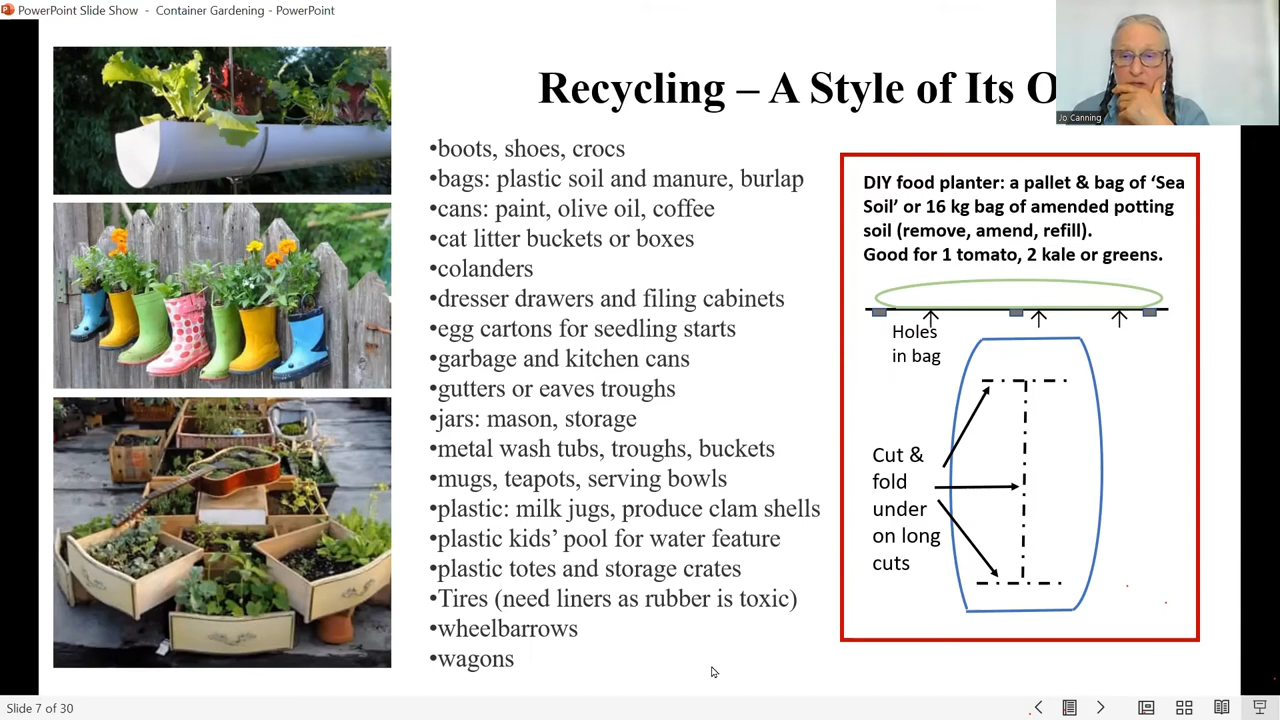 PowerPoint Slide Show - Container Gardening - PowerPoint
Recycling – A Style of Its O
Jo Canning
•boots, shoes, crocs
•bags: plastic soil and manure, burlap
•cans: paint, olive oil, coffee
•cat litter buckets or boxes
•colanders
•dresser drawers and filing cabinets
•egg cartons for seedling starts
•garbage and kitchen cans
•gutters or eaves troughs
•jars: mason, storage
•metal wash tubs, troughs, buckets
•mugs, teapots, serving bowls
•plastic: milk jugs, produce clam shells
•plastic kids’ pool for water feature
•plastic totes and storage crates
•Tires (need liners as rubber is toxic)
•wheelbarrows
•wagons
DIY food planter: a pallet & bag of ‘Sea
Soil’ or 16 kg bag of amended potting
soil (remove, amend, refill).
Good for 1 tomato, 2 kale or greens.
Holes
in bag
Cut &
fold
under
on long
cuts
Slide 7 of 30